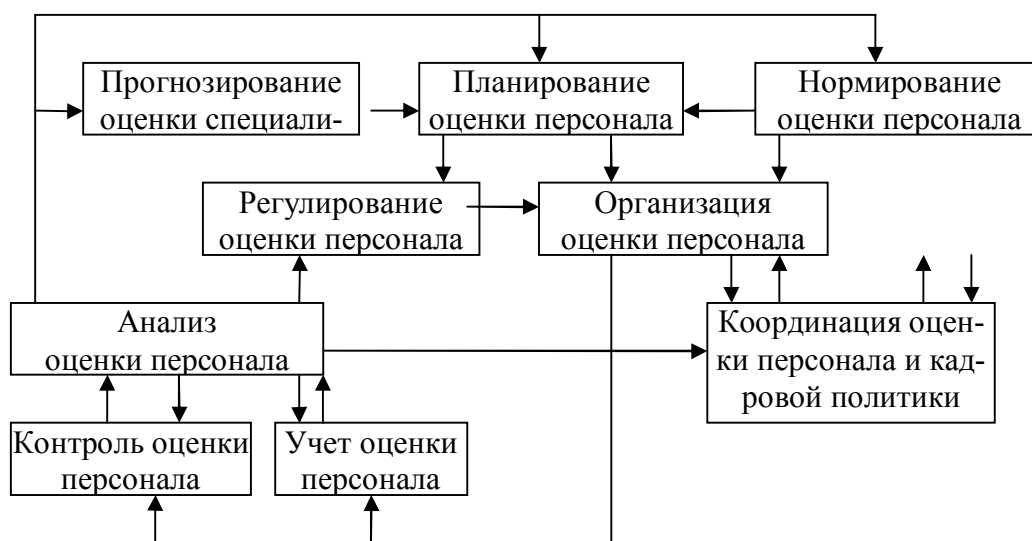 Прогнозирование
оценки специали-
Планирование
оценки персонала
Нормирование
оценки персонала
Регулирование
оценки персонала
Организация
оценки персонала
Анализ
оценки персонала
Координация оцен-
ки персонала и кад-
ровой политики
Контроль оценки
персонала
Учет оценки
персонала